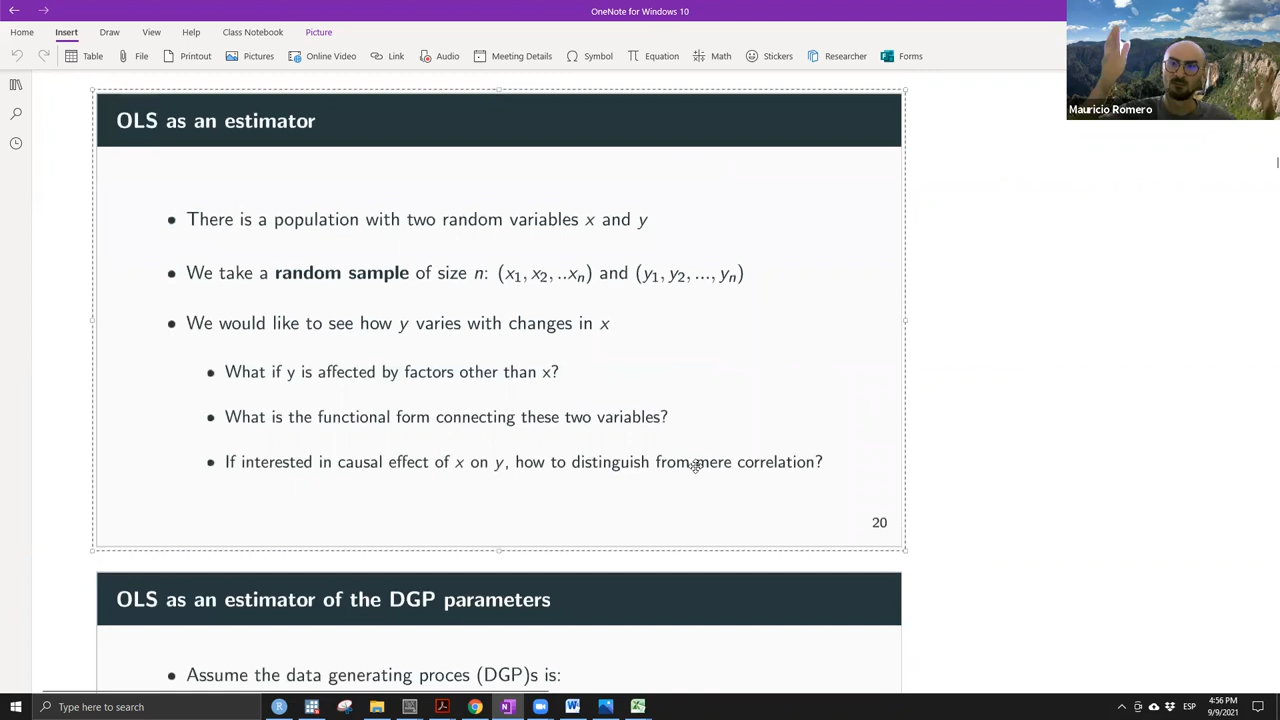 OneNote for Windows 10
Home Insert Draw View Help Class Notebook Picture
Table File Printout Pictures Online Video Link Audio Meeting Details Symbol Equation Math Stickers Researcher Forms
Mauricio Romero
OLS as an estimator
There is a population with two random variables x and y
We take a random sample of size n: (x₁, x₂, ..xₙ) and (y₁, y₂, ..., yₙ)
We would like to see how y varies with changes in x
What if y is affected by factors other than x?
What is the functional form connecting these two variables?
If interested in causal effect of x on y, how to distinguish from mere correlation?
20
OLS as an estimator of the DGP parameters
Assume the data generating proces (DGP)s is:
Type here to search
ESP
4:56 PM
9/9/2021